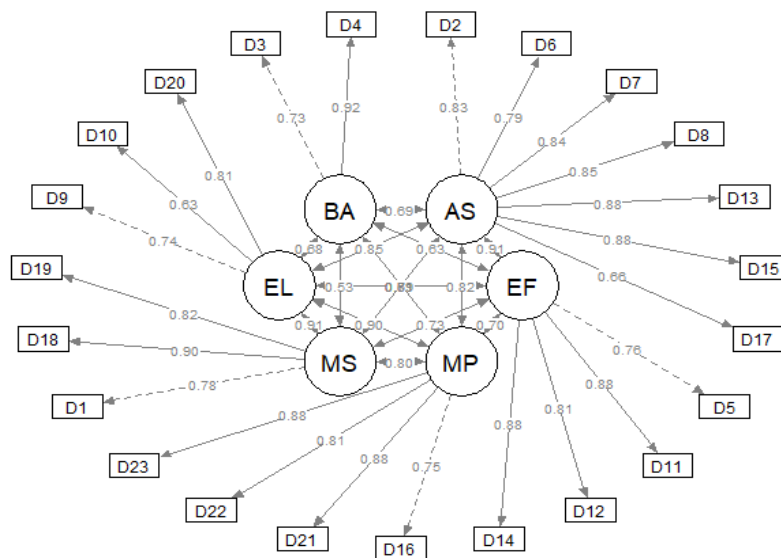 D4
D2
D3
D6
D20
D7
D10
D8
D9
D13
D19
D15
D18
D17
D1
D5
D23
D11
D22
D12
D21
D16
D14
BA
AS
EL
EF
MS
MP
0.92
0.83
0.73
0.79
0.81
0.84
0.63
0.85
0.74
0.88
0.82
0.88
0.90
0.66
0.78
0.76
0.88
0.88
0.81
0.81
0.88
0.75
0.88
0.69
0.68
0.85
0.63
0.91
0.53
0.82
0.91
0.90
0.73
0.70
0.80